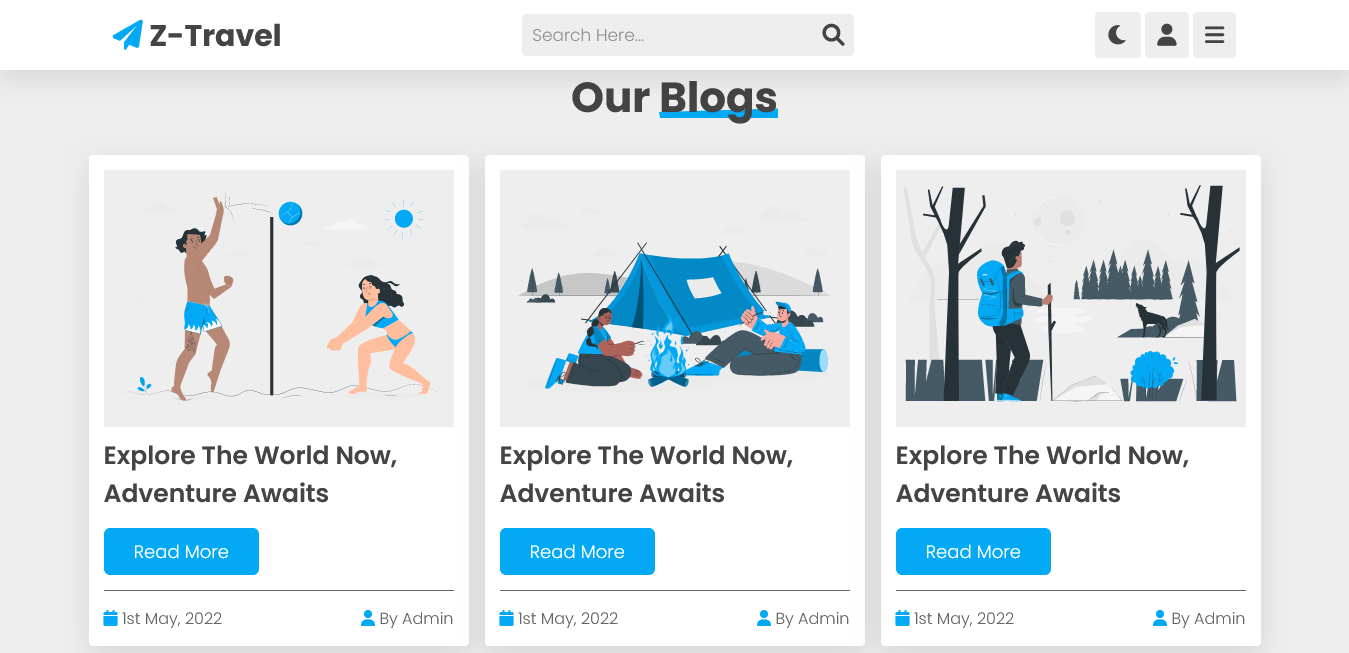 Z-Travel
Search Here...
Our Blogs
Explore The World Now,
Adventure Awaits
Read More
1st May, 2022
By Admin
Explore The World Now,
Adventure Awaits
Read More
1st May, 2022
By Admin
Explore The World Now,
Adventure Awaits
Read More
1st May, 2022
By Admin